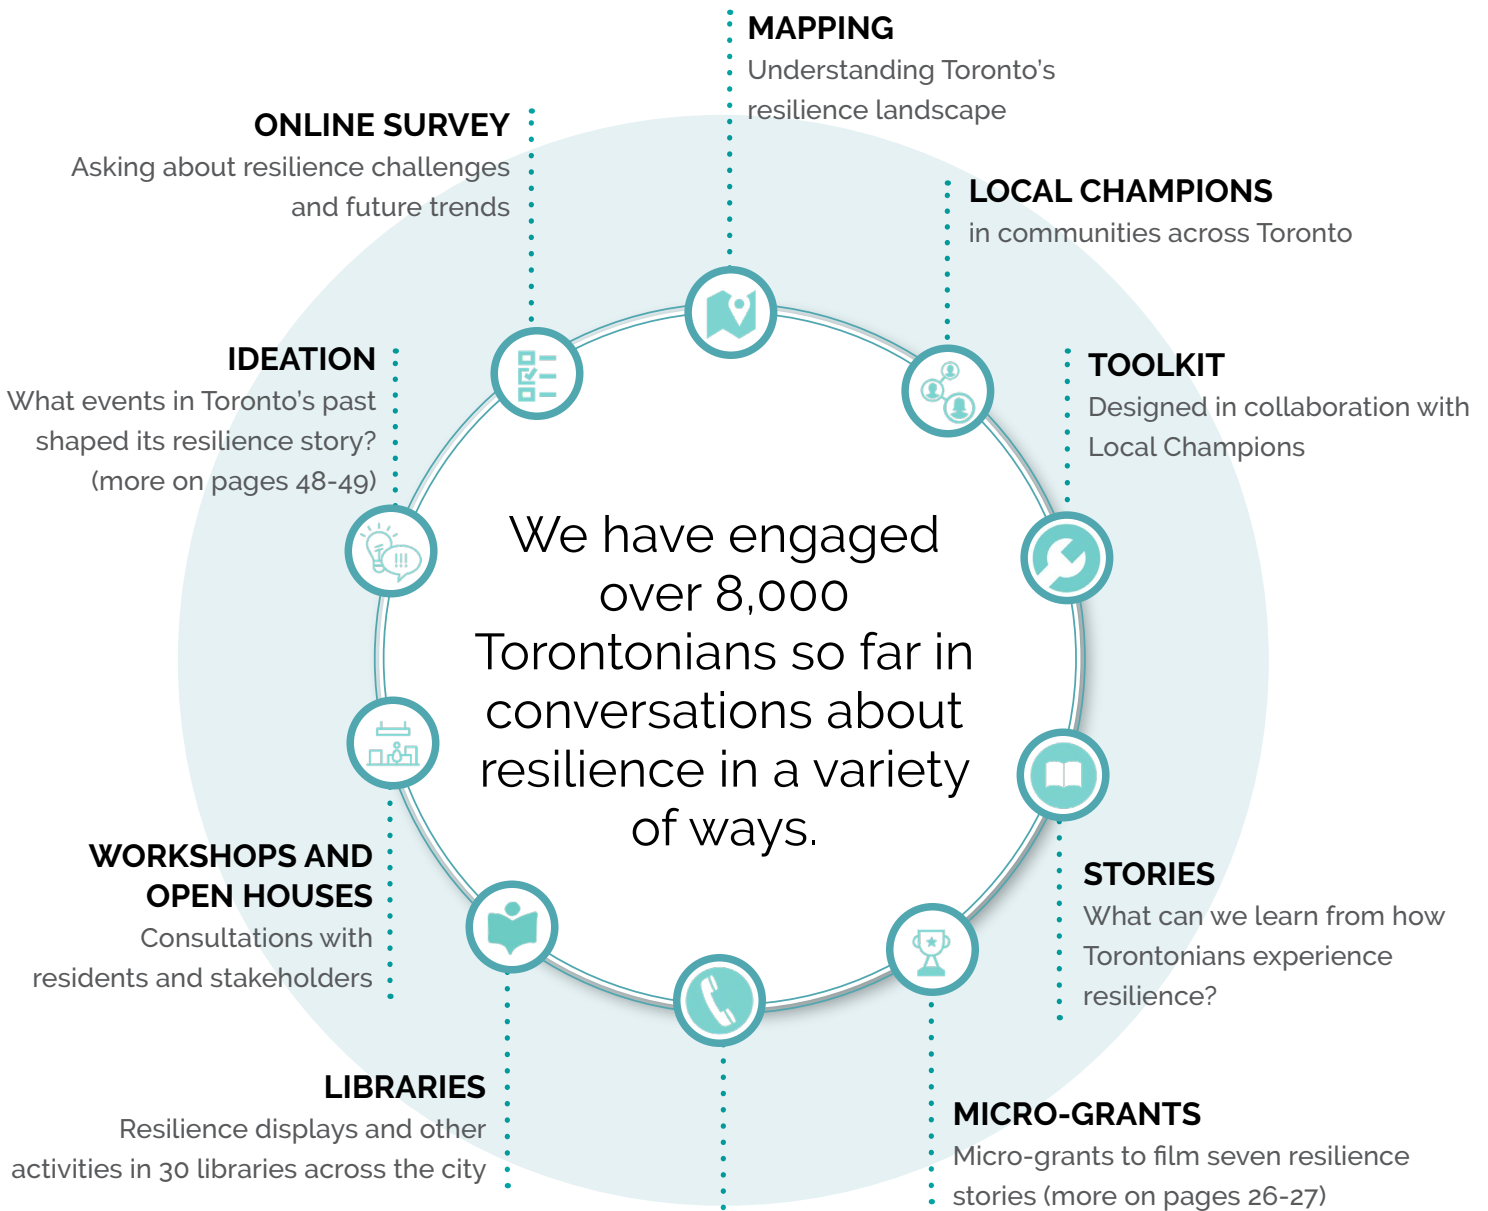 MAPPING
Understanding Toronto's
resilience landscape
ONLINE SURVEY
Asking about resilience challenges
and future trends
LOCAL CHAMPIONS
in communities across Toronto
IDEATION
What events in Toronto's past
shaped its resilience story?
(more on pages 48-49)
TOOLKIT
Designed in collaboration with
Local Champions
We have engaged
over 8,000
Torontonians so far in
conversations about
resilience in a variety
of ways.
WORKSHOPS AND
OPEN HOUSES
Consultations with
residents and stakeholders
STORIES
What can we learn from how
Torontonians experience
resilience?
LIBRARIES
Resilience displays and other
activities in 30 libraries across the city
MICRO-GRANTS
Micro-grants to film seven resilience
stories (more on pages 26-27)